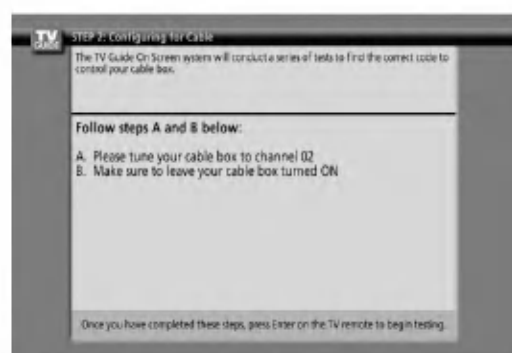 TV
GUIDE
STEP 2: Configuring for Cable
The TV Guide On Screen system will conduct a series of tests to find the correct code to
control your cable box.
Follow steps A and B below:
A. Please tune your cable box to channel 02
B. Make sure to leave your cable box turned ON
Once you have completed these steps, press Enter on the TV remote to begin testing.